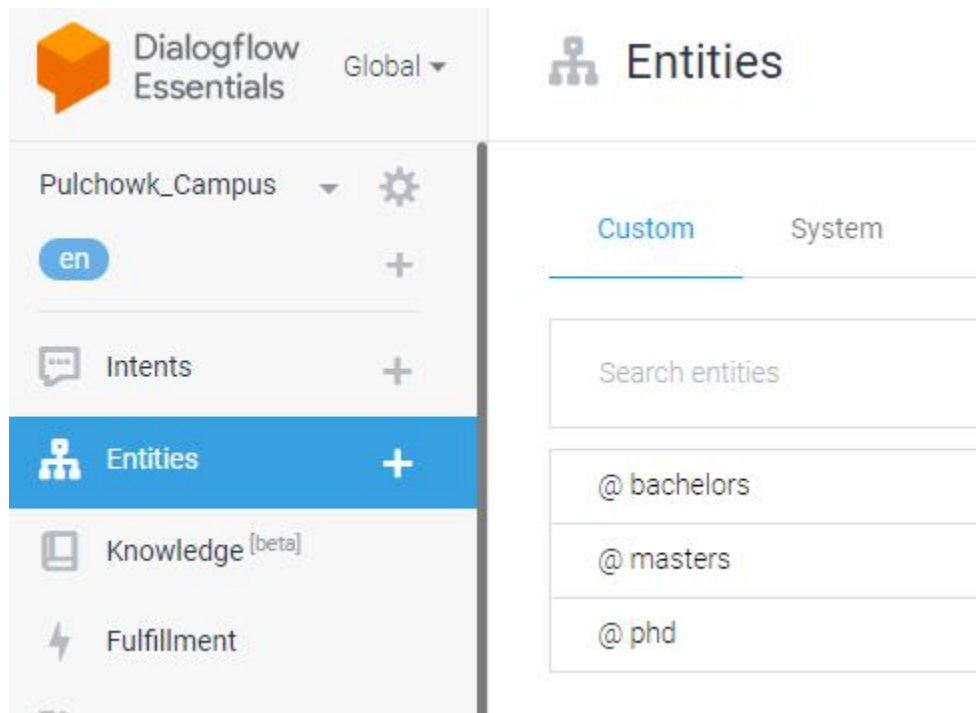 Dialogflow
Essentials
Global
Entities
Pulchowk_Campus
en
Custom
System
Intents
Search entities
Entities
@ bachelors
@ masters
@ phd
Knowledge [beta]
Fulfillment